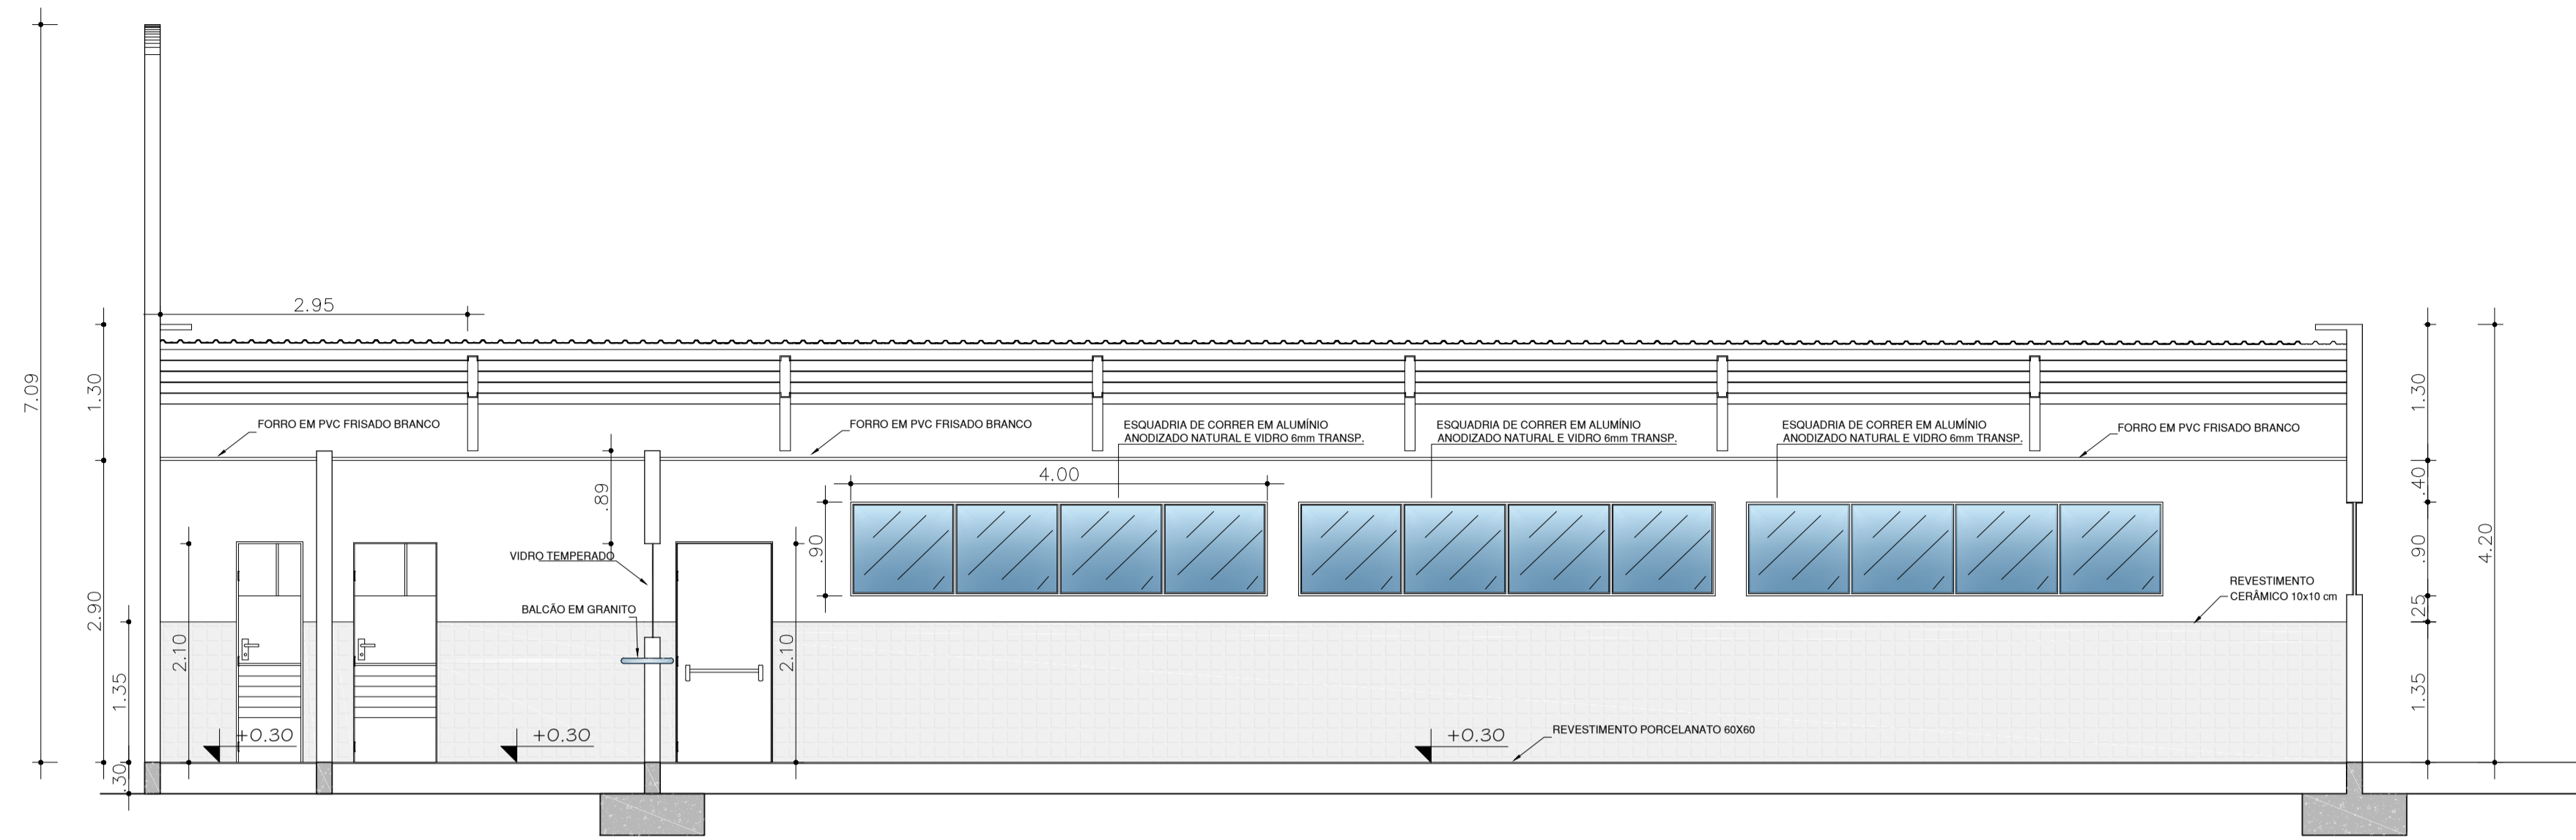 2.95
7.09
1.30
1.30
FORRO EM PVC FRISADO BRANCO
FORRO EM PVC FRISADO BRANCO
ESQUADRIA DE CORRER EM ALUMÍNIO
ANODIZADO NATURAL E VIDRO 6mm TRANSP.
ESQUADRIA DE CORRER EM ALUMÍNIO
ANODIZADO NATURAL E VIDRO 6mm TRANSP.
ESQUADRIA DE CORRER EM ALUMÍNIO
ANODIZADO NATURAL E VIDRO 6mm TRANSP.
FORRO EM PVC FRISADO BRANCO
4.00
.89
.40
.90
.90
4.20
VIDRO TEMPERADO
BALCÃO EM GRANITO
REVESTIMENTO
CERÂMICO 10x10 cm
.25
2.90
2.10
2.10
1.35
1.35
+0.30
+0.30
+0.30
REVESTIMENTO PORCELANATO 60X60
.30